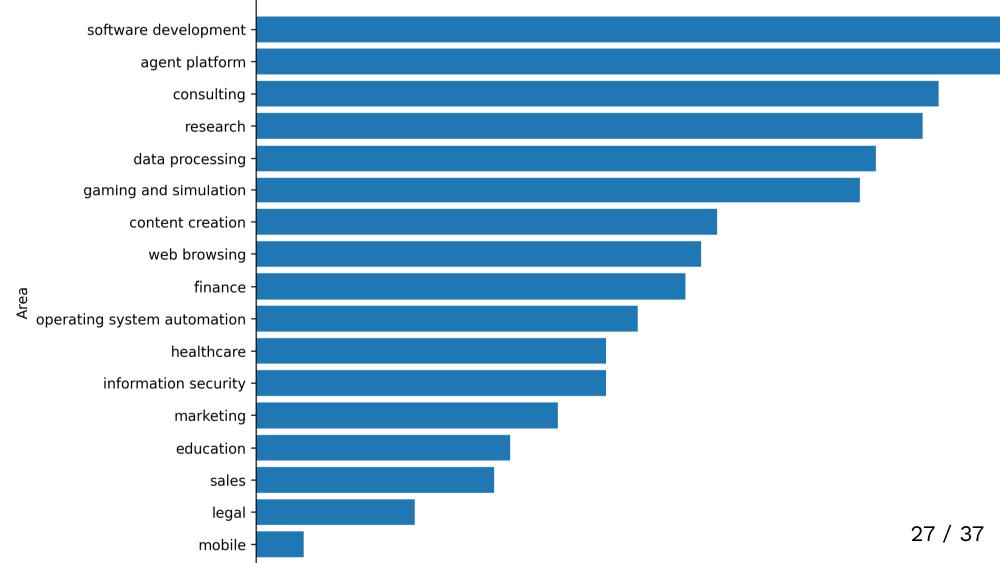 software development
agent platform
consulting
research
data processing
gaming and simulation
content creation
web browsing
finance
Area
operating system automation
healthcare
information security
marketing
education
sales
legal
mobile
27 / 37